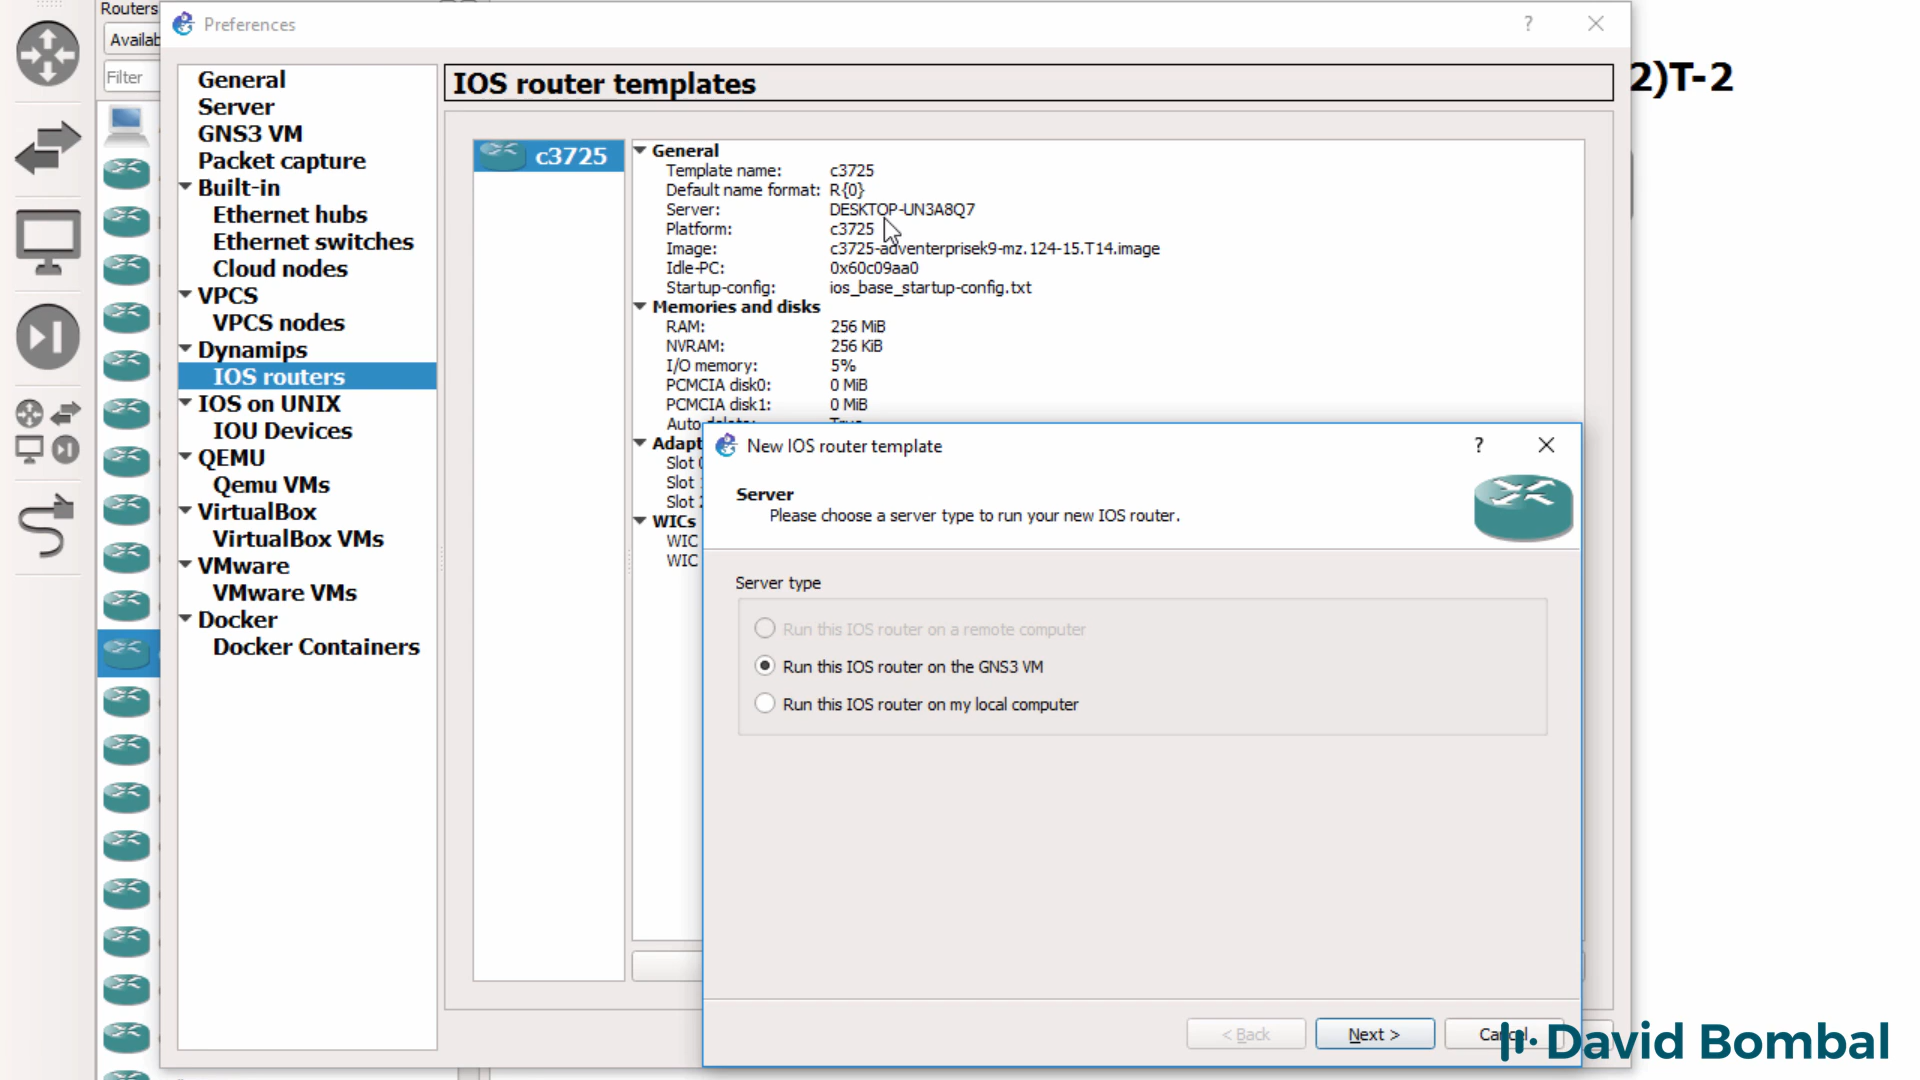 Routers
Preferences
?
Availab
Filter
2)T-2
General
Server
GNS3 VM
Packet capture
Built-in
Ethernet hubs
Ethernet switches
Cloud nodes
VPCS
VPCS nodes
Dynamips
IOS routers
IOS on UNIX
IOU Devices
QEMU
Qemu VMs
VirtualBox
VirtualBox VMs
VMware
VMware VMs
Docker
Docker Containers
IOS router templates
c3725
General
Template name: c3725
Default name format: R{0}
Server: DESKTOP-UN3A8Q7
Platform: c3725
Image: c3725-adventerprisek9-mz.124-15.T14.image
Idle-PC: 0x60c09aa0
Startup-config: ios_base_startup-config.txt
Memories and disks
RAM: 256 MiB
NVRAM: 256 KiB
I/O memory: 5%
PCMCIA disk0: 0 MiB
PCMCIA disk1: 0 MiB
Auto delete: True
Adapt
Slot
Slot
Slot
WICs
WIC
WIC
New IOS router template
?
Server
Please choose a server type to run your new IOS router.
Server type
Run this IOS router on a remote computer
Run this IOS router on the GNS3 VM
Run this IOS router on my local computer
< Back
Next >
Cancel
David Bombal